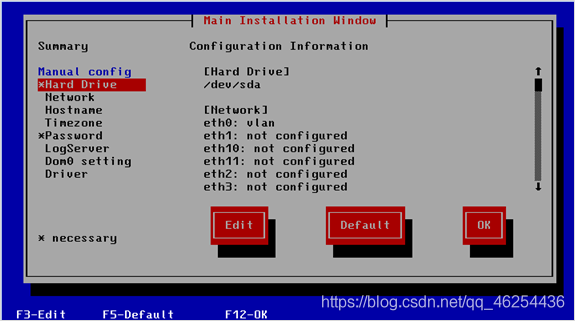 Main Installation Window
Summary
Configuration Information
Manual config
*Hard Drive
Network
Hostname
Timezone
*Password
LogServer
Dom0 setting
Driver
[Hard Drive]
/dev/sda
[Network]
eth0: vlan
eth1: not configured
eth10: not configured
eth11: not configured
eth2: not configured
eth3: not configured
* necessary
Edit
Default
OK
F3-Edit F5-Default F12-OK
https://blog.csdn.net/qq_46254436